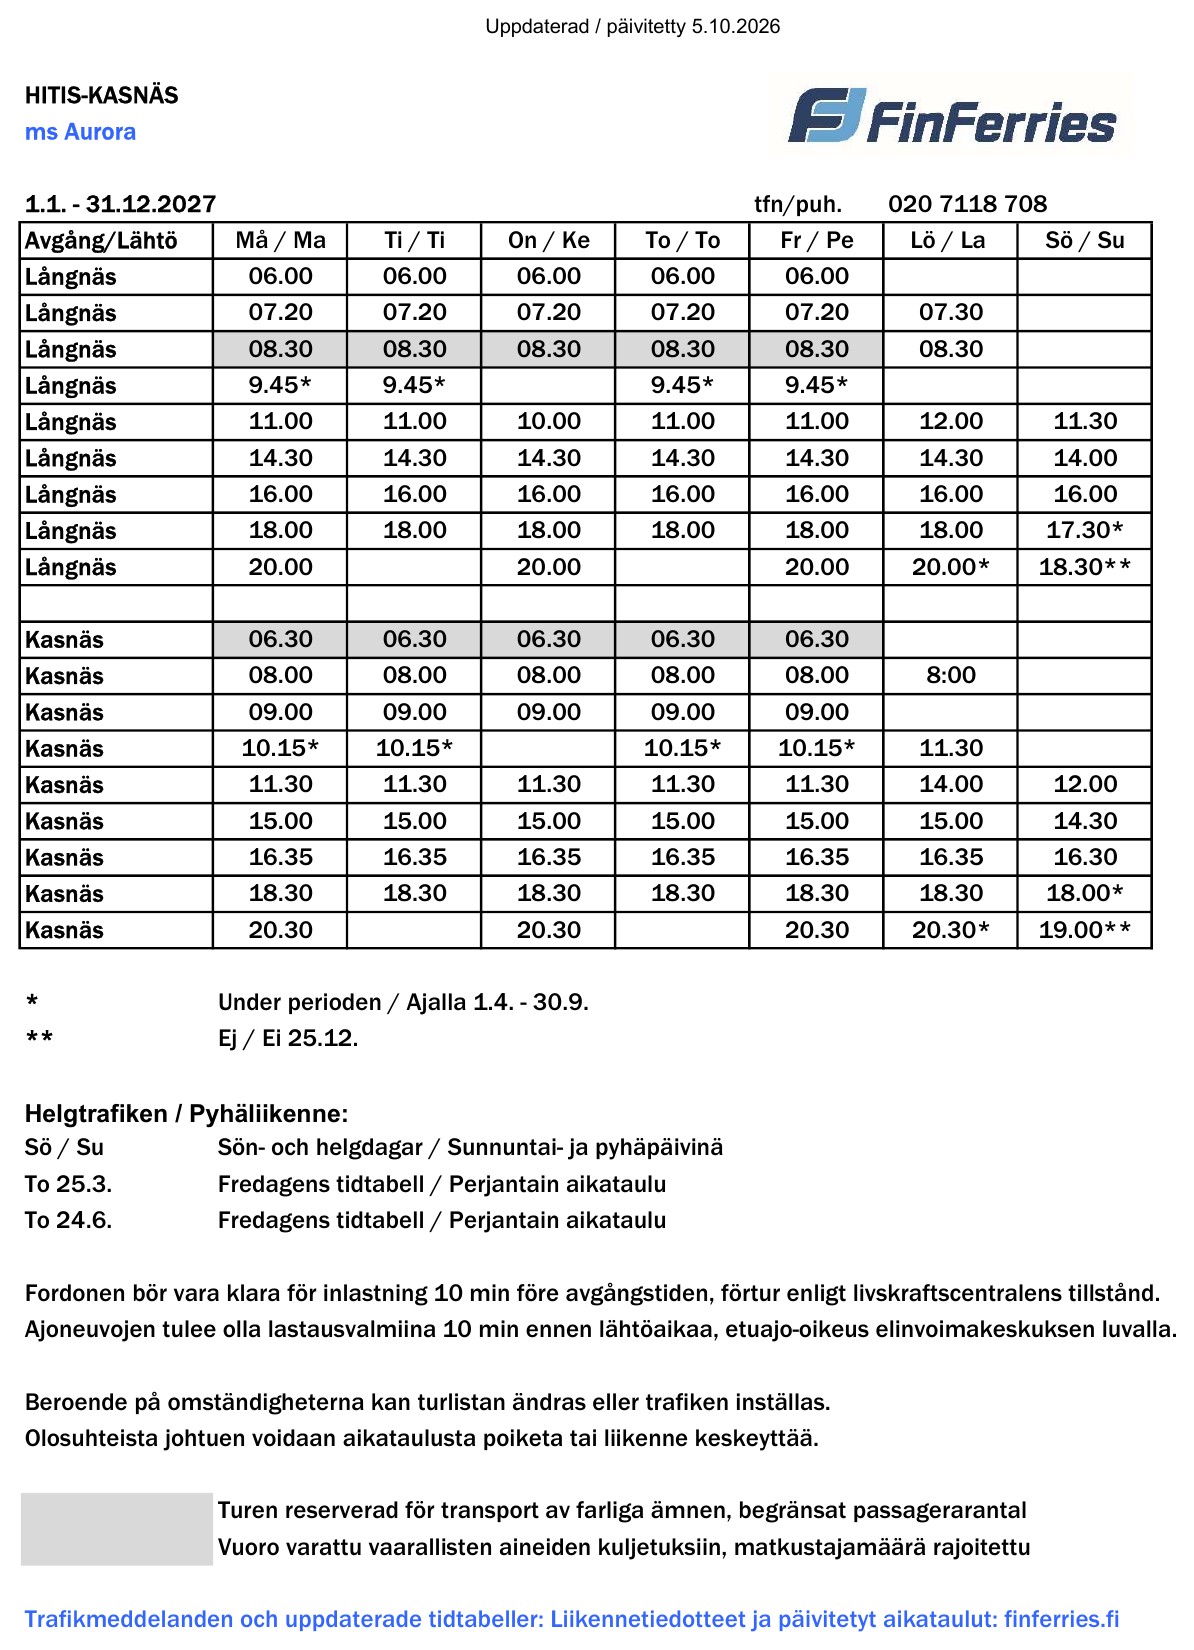 Uppdaterad / päivitetty 5.10.2026
HITIS-KASNÄS
ms Aurora
FinFerries
1.1. - 31.12.2027 tfn/puh. 020 7118 708
Avgång/Lähtö Må / Ma Ti / Ti On / Ke To / To Fr / Pe Lö / La Sö / Su
Långnäs 06.00 06.00 06.00 06.00 06.00
Långnäs 07.20 07.20 07.20 07.20 07.20 07.30
Långnäs 08.30 08.30 08.30 08.30 08.30 08.30
Långnäs 9.45* 9.45* 9.45* 9.45*
Långnäs 11.00 11.00 10.00 11.00 11.00 12.00 11.30
Långnäs 14.30 14.30 14.30 14.30 14.30 14.30 14.00
Långnäs 16.00 16.00 16.00 16.00 16.00 16.00 16.00
Långnäs 18.00 18.00 18.00 18.00 18.00 18.00 17.30*
Långnäs 20.00 20.00 20.00 20.00* 18.30**
Kasnäs 06.30 06.30 06.30 06.30 06.30
Kasnäs 08.00 08.00 08.00 08.00 08.00 8:00
Kasnäs 09.00 09.00 09.00 09.00 09.00
Kasnäs 10.15* 10.15* 10.15* 10.15* 11.30
Kasnäs 11.30 11.30 11.30 11.30 11.30 14.00 12.00
Kasnäs 15.00 15.00 15.00 15.00 15.00 15.00 14.30
Kasnäs 16.35 16.35 16.35 16.35 16.35 16.35 16.30
Kasnäs 18.30 18.30 18.30 18.30 18.30 18.30 18.00*
Kasnäs 20.30 20.30 20.30 20.30* 19.00**
* Under perioden / Ajalla 1.4. - 30.9.
** Ej / Ei 25.12.
Helgtrafiken / Pyhäliikenne:
Sö / Su Sön- och helgdagar / Sunnuntai- ja pyhäpäivinä
To 25.3. Fredagens tidtabell / Perjantain aikataulu
To 24.6. Fredagens tidtabell / Perjantain aikataulu
Fordonen bör vara klara för inlastning 10 min före avgångstiden, förtur enligt livskraftscentralens tillstånd.
Ajoneuvojen tulee olla lastausvalmiina 10 min ennen lähtöaikaa, etuajo-oikeus elinvoimakeskuksen luvalla.
Beroende på omständigheterna kan turlistan ändras eller trafiken inställas.
Olosuhteista johtuen voidaan aikataulusta poiketa tai liikenne keskeyttää.
Turen reserverad för transport av farliga ämnen, begränsat passagerarantal
Vuoro varattu vaarallisten aineiden kuljetuksiin, matkustajamäärä rajoitettu
Trafikmeddelanden och uppdaterade tidtabeller: Liikennetiedotteet ja päivitetyt aikataulut: finferries.fi